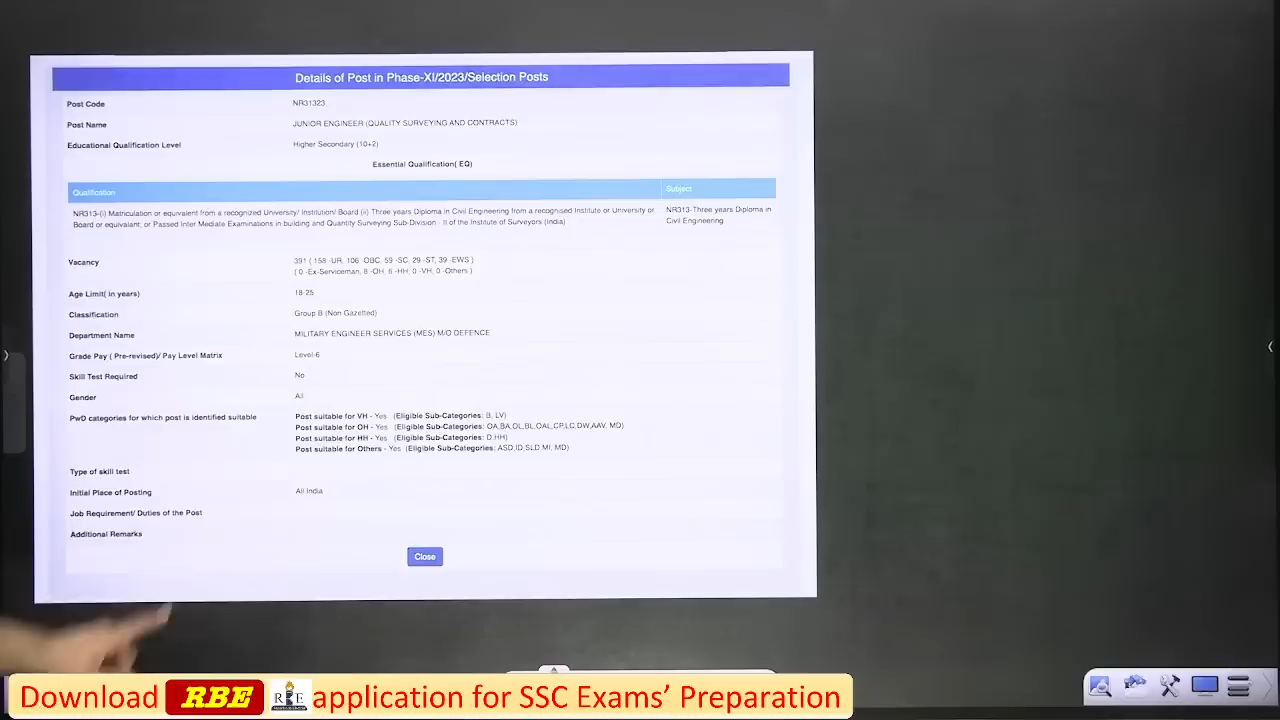 Details of Post in Phase-XI/2023/Selection Posts
Post Code NR31323
Post Name JUNIOR ENGINEER (QUALITY SURVEYING AND CONTRACTS)
Educational Qualification Level Higher Secondary (10+2)
Essential Qualification( EQ)
Qualification Subject
NR313-(i) Matriculation or equivalent from a recognized University/ Institution/ Board (ii) Three years Diploma in Civil Engineering from a recognised Institute or University or NR313-Three years Diploma in
Board or equivalant; or Passed Inter Mediate Examinations in building and Quantity Surveying Sub-Division - II of the Institute of Surveyors (India) Civil Engineering
Vacancy 391 ( 158 -UR, 106 -OBC, 59 -SC, 29 -ST, 39 -EWS )
( 0 -Ex-Serviceman, 8 -OH, 6 -HH, 0 -VH, 0 -Others )
Age Limit( in years) 18-25
Classification Group B (Non Gazetted)
Department Name MILITARY ENGINEER SERVICES (MES) M/O DEFENCE
Grade Pay ( Pre-revised)/ Pay Level Matrix Level-6
Skill Test Required No
Gender All
PwD categories for which post is identified suitable Post suitable for VH - Yes (Eligible Sub-Categories: B, LV)
Post suitable for OH - Yes (Eligible Sub-Categories: OA,BA,OL,BL,OAL,CP,LC,DW,AAV, MD)
Post suitable for HH - Yes (Eligible Sub-Categories: D,HH)
Post suitable for Others - Yes (Eligible Sub-Categories: ASD,ID,SLD,MI, MD)
Type of skill test
Initial Place of Posting All India
Job Requirement/ Duties of the Post
Additional Remarks
Close
Download RBE RBE application for SSC Exams’ Preparation